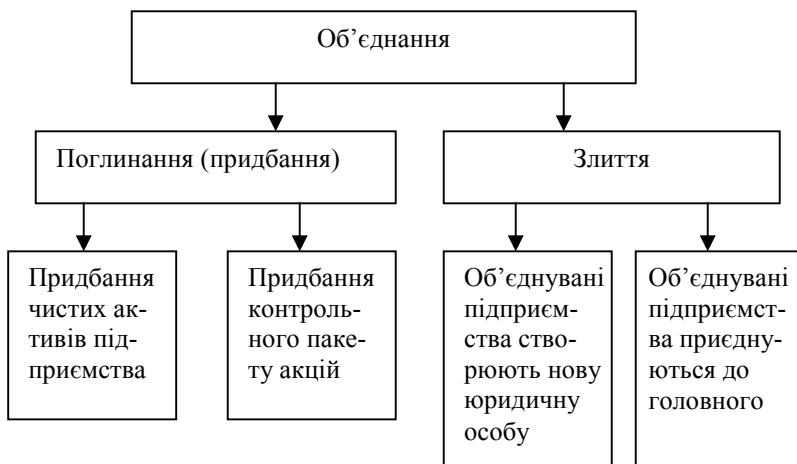 Об’єднання
Поглинання (придбання)
Злиття
Придбання
чистих ак-
тивів під-
приємства
Придбання
контроль-
ного паке-
ту акцій
Об’єднувані
підприєм-
ства ство-
рюють нову
юридичну
особу
Об’єднувані
підприємст-
ва приєдну-
ються до
головного